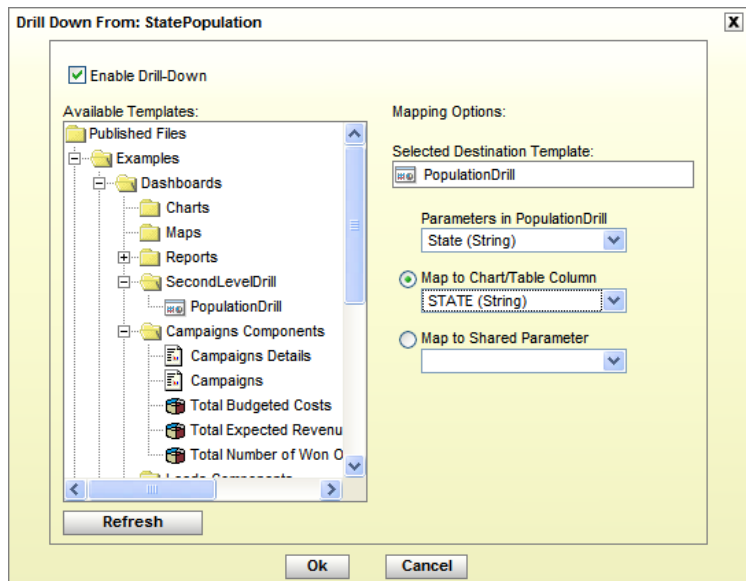 Drill Down From: StatePopulation
X
Enable Drill-Down
Available Templates:
Published Files
Examples
Dashboards
Charts
Maps
Reports
SecondLevelDrill
PopulationDrill
Campaigns Components
Campaigns Details
Campaigns
Total Budgeted Costs
Total Expected Revenu
Total Number of Won O
Leads Components
Refresh
Mapping Options:
Selected Destination Template:
PopulationDrill
Parameters in PopulationDrill
State (String)
Map to Chart/Table Column
STATE (String)
Map to Shared Parameter
Ok
Cancel